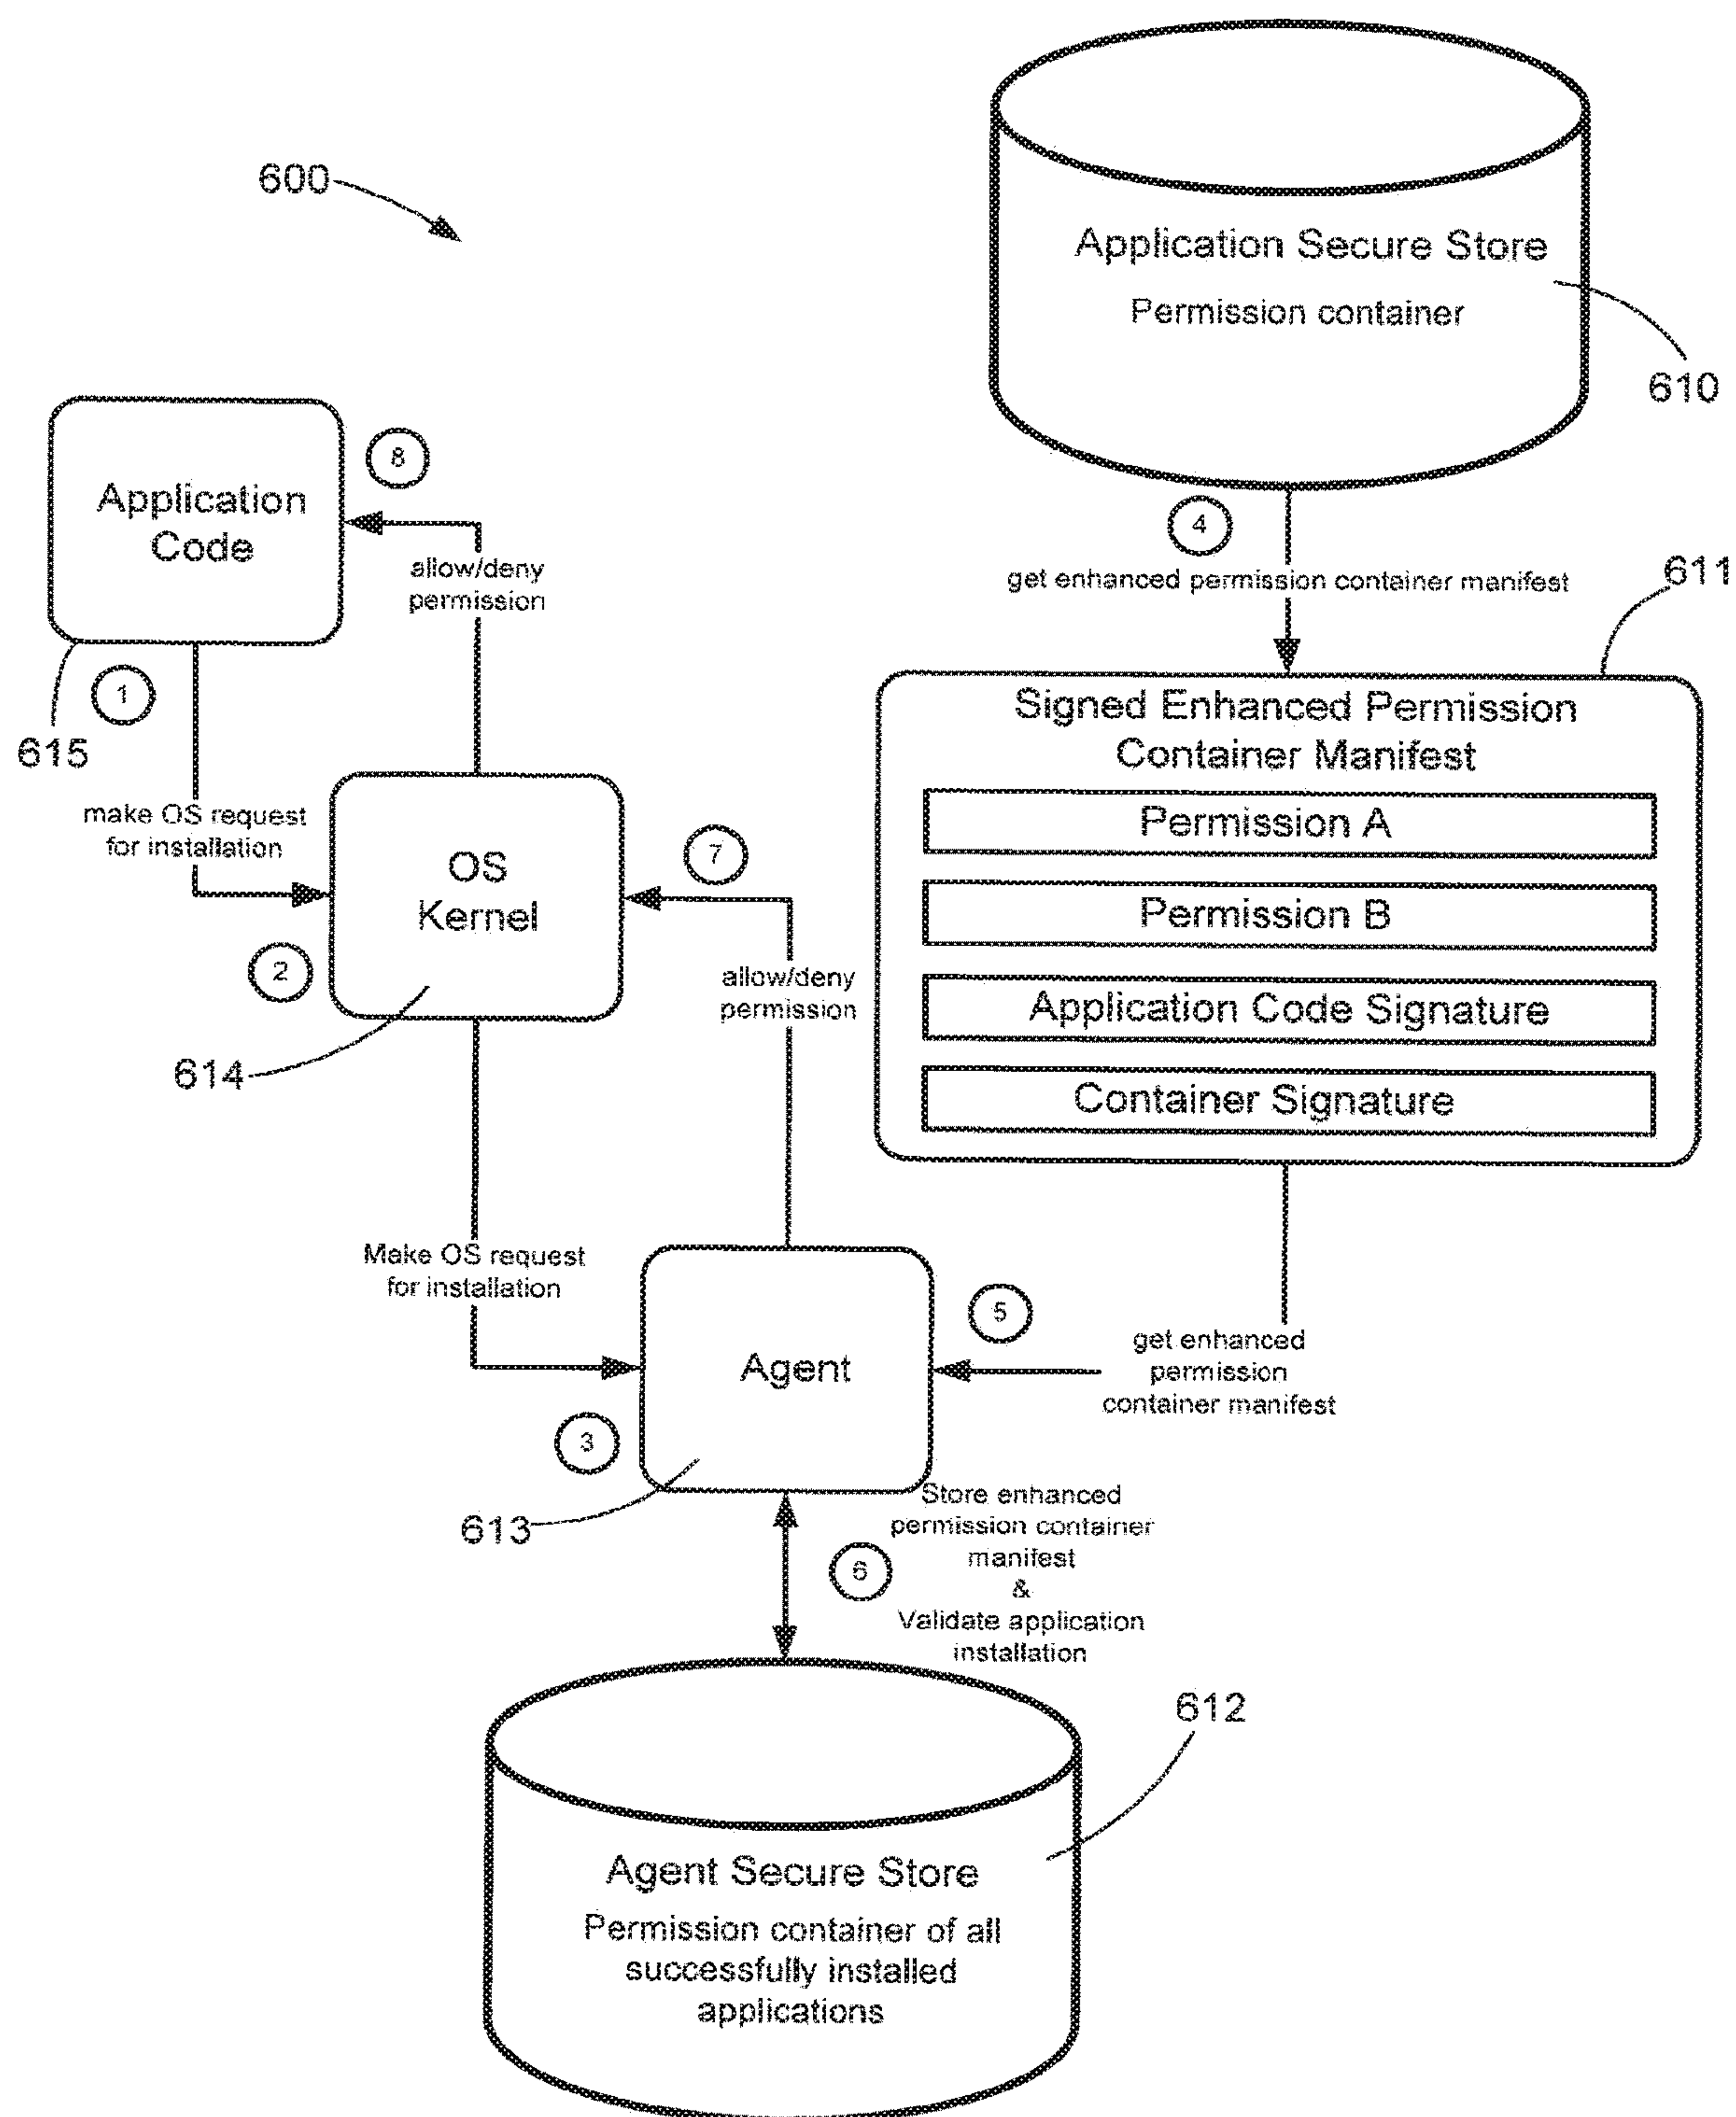 600
Application Secure Store
Permission container
610
Application
Code
8
allow/deny
permission
4
get enhanced permission container manifest
611
1
615
make OS request
for installation
OS
Kernel
2
614
7
allow/deny
permission
Signed Enhanced Permission
Container Manifest
Permission A
Permission B
Application Code Signature
Container Signature
Make OS request
for installation
Agent
3
613
5
get enhanced
permission
container manifest
6
Store enhanced
permission container
manifest
&
Validate application
installation
612
Agent Secure Store
Permission container of all
successfully installed
applications